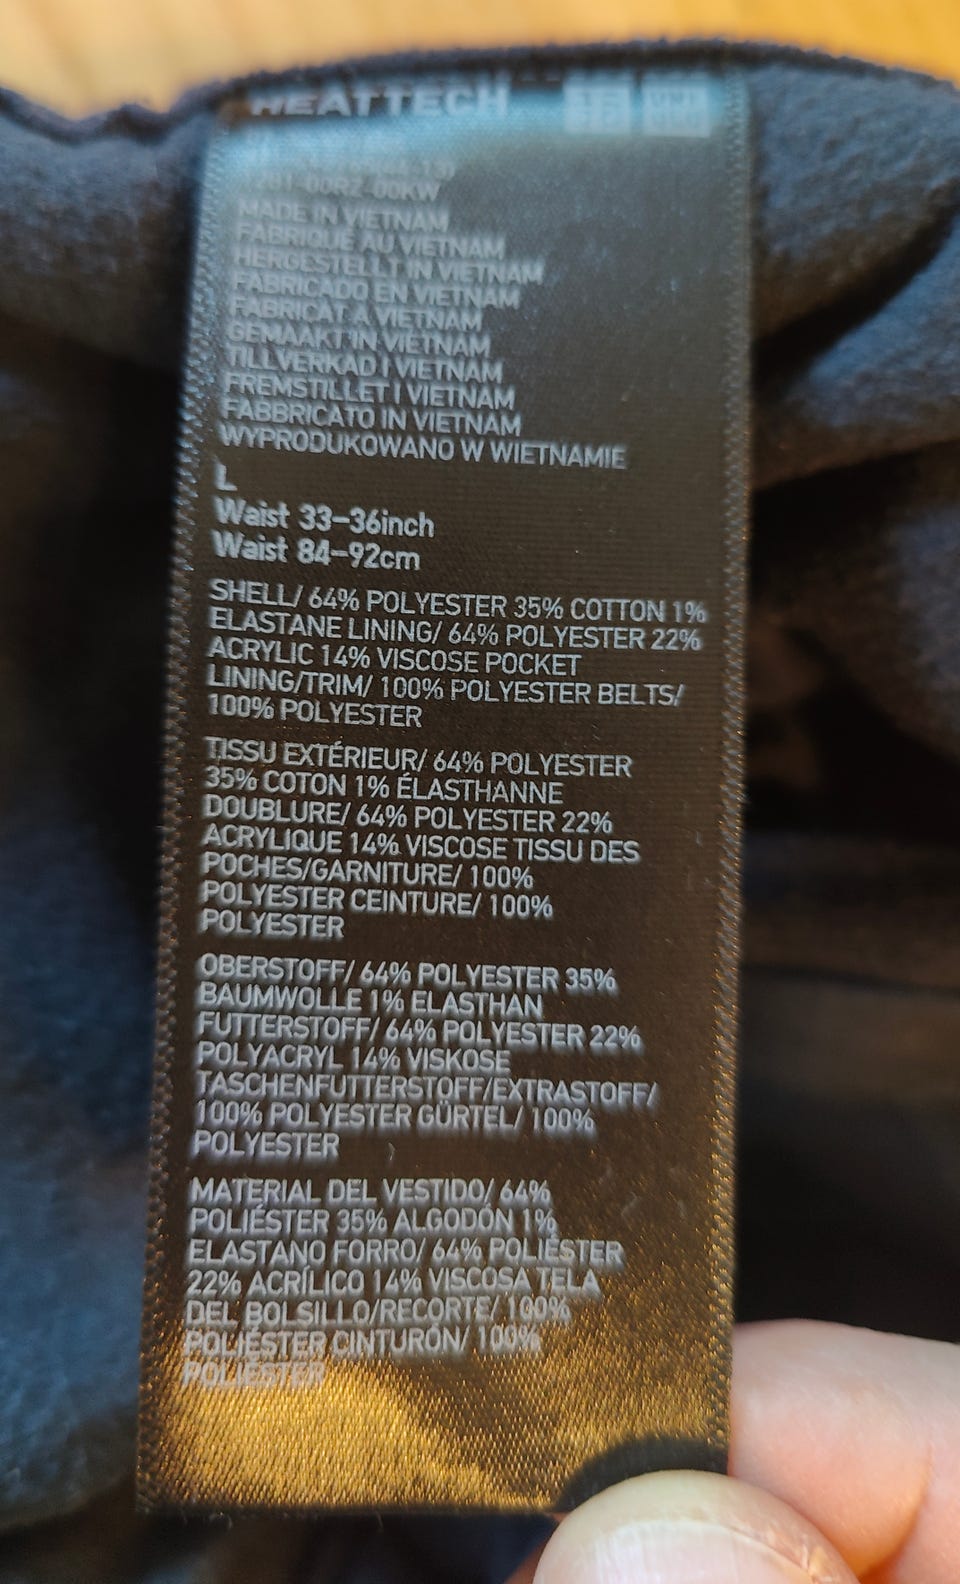 HEATTECH
MADE IN VIETNAM
FABRIQUÉ AU VIETNAM
HERGESTELLT IN VIETNAM
FABRICADO EN VIETNAM
FABRICAT A VIETNAM
GEMAAKT IN VIETNAM
TILLVERKAD I VIETNAM
FREMSTILLET I VIETNAM
FABBRICATO IN VIETNAM
WYPRODUKOWANO W WIETNAMIE
L
Waist 33-36inch
Waist 84-92cm
SHELL/ 64% POLYESTER 35% COTTON 1%
ELASTANE LINING/ 64% POLYESTER 22%
ACRYLIC 14% VISCOSE POCKET
LINING/TRIM/ 100% POLYESTER BELTS/
100% POLYESTER
TISSU EXTÉRIEUR/ 64% POLYESTER
35% COTON 1% ÉLASTHANNE
DOUBLURE/ 64% POLYESTER 22%
ACRYLIQUE 14% VISCOSE TISSU DES
POCHES/GARNITURE/ 100%
POLYESTER CEINTURE/ 100%
POLYESTER
OBERSTOFF/ 64% POLYESTER 35%
BAUMWOLLE 1% ELASTHAN
FUTTERSTOFF/ 64% POLYESTER 22%
POLYACRYL 14% VISKOSE
TASCHENFUTTERSTOFF/EXTRASTOFF/
100% POLYESTER GÜRTEL/ 100%
POLYESTER
MATERIAL DEL VESTIDO/ 64%
POLIÉSTER 35% ALGODÓN 1%
ELASTANO FORRO/ 64% POLIÉSTER
22% ACRÍLICO 14% VISCOSA TELA
DEL BOLSILLO/RECORTE/ 100%
POLIÉSTER CINTURÓN/ 100%
POLIÉSTER